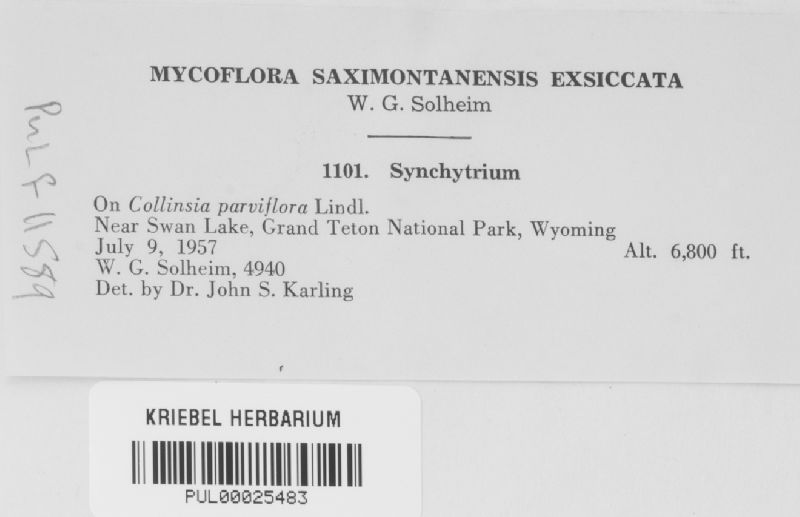 MYCOFLORA SAXIMONTANENSIS EXSICCATA
W. G. Solheim
1101. Synchytrium
On Collinsia parviflora Lindl.
Near Swan Lake, Grand Teton National Park, Wyoming
July 9, 1957 Alt. 6,800 ft.
W. G. Solheim, 4940
Det. by Dr. John S. Karling
PUL F 11589
KRIEBEL HERBARIUM
PUL00025483